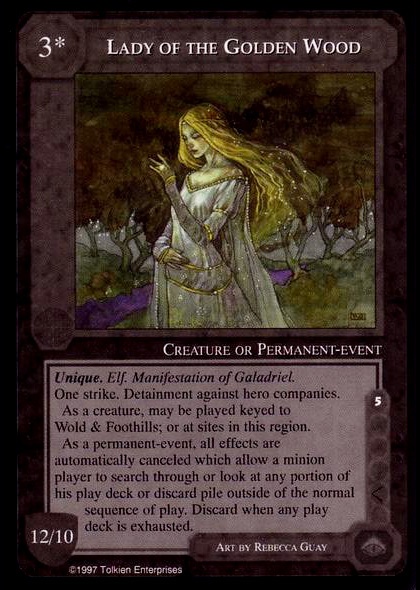 3*
LADY OF THE GOLDEN WOOD
CREATURE OR PERMANENT-EVENT
Unique. Elf. Manifestation of Galadriel.
One strike. Detainment against hero companies.
As a creature, may be played keyed to
Wold & Foothills; or at sites in this region.
As a permanent-event, all effects are
automatically canceled which allow a minion
player to search through or look at any portion of
his play deck or discard pile outside of the normal
sequence of play. Discard when any play
deck is exhausted.
5
12/10
ART BY REBECCA GUAY
©1997 Tolkien Enterprises